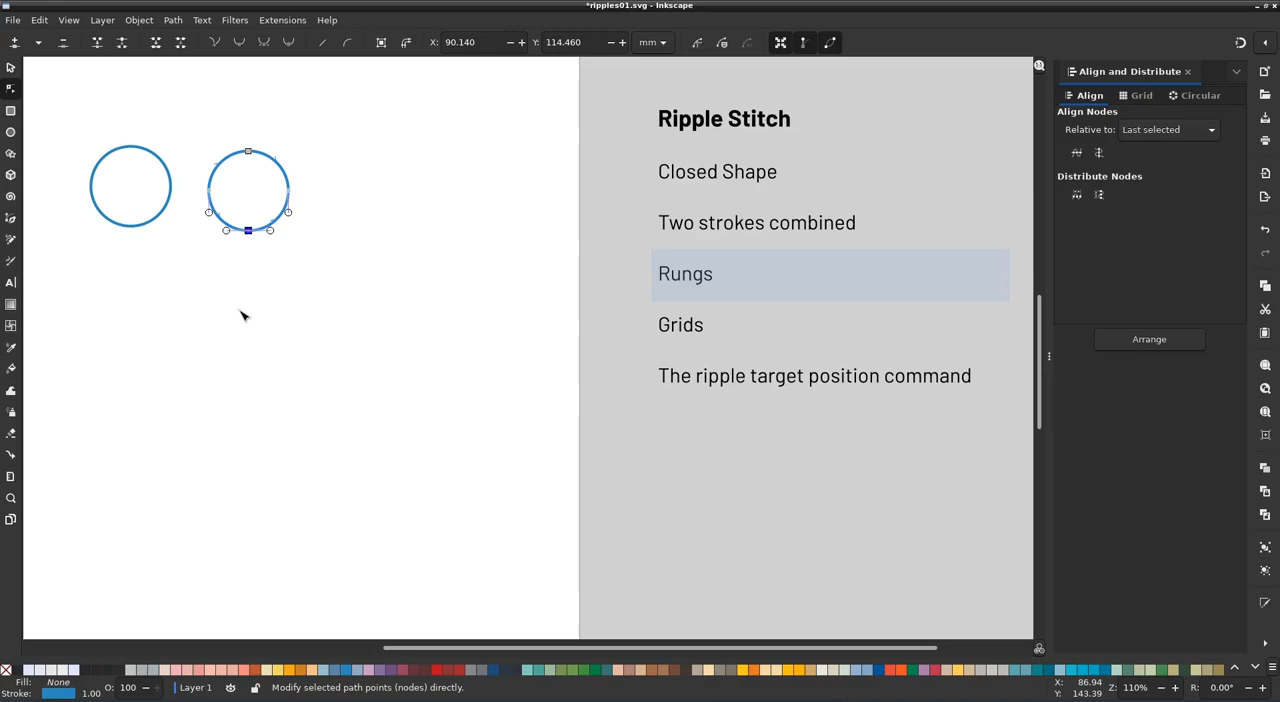 *ripples01.svg - Inkscape
File Edit View Layer Object Path Text Filters Extensions Help
X: 90.140 Y: 114.460 mm
Align and Distribute
Align Grid Circular
Align Nodes
Relative to: Last selected
Distribute Nodes
Arrange
Ripple Stitch
Closed Shape
Two strokes combined
Rungs
Grids
The ripple target position command
Fill: None
Stroke: 1.00 O: 100 Layer 1 Modify selected path points (nodes) directly.
X: 86.94
Y: 143.39
Z: 110% R: 0.00°